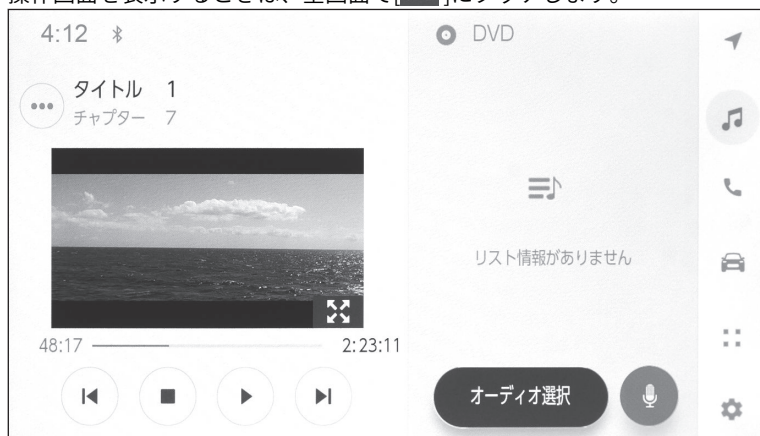 操作画面を表示するときは、全画面で[ ]にタッチします。
4:12
DVD
タイトル 1
チャプター 7
リスト情報がありません
48:17
2:23:11
オーディオ選択